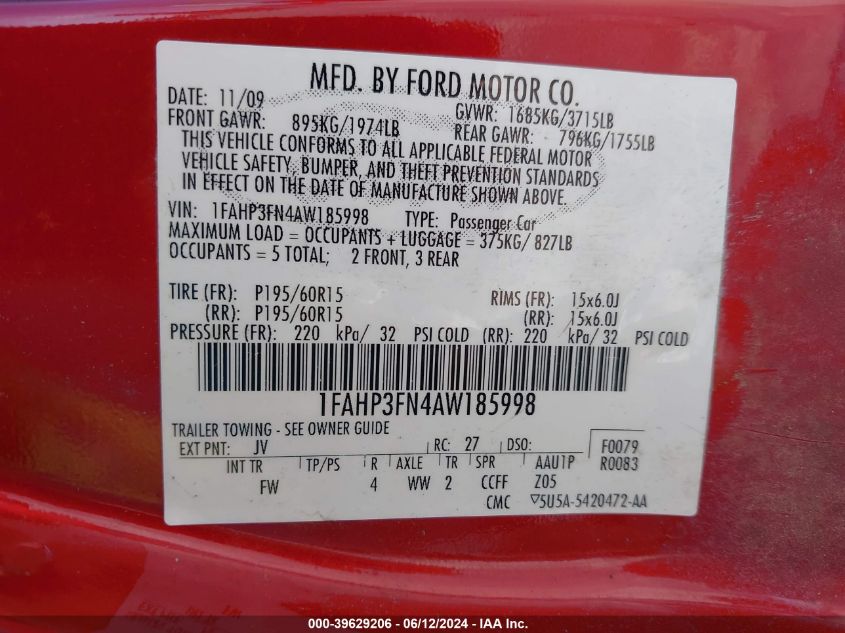 MFD. BY FORD MOTOR CO.
DATE: 11/09 GVWR: 1685KG/3715LB
FRONT GAWR: 895KG/1974LB REAR GAWR: 796KG/1755LB
THIS VEHICLE CONFORMS TO ALL APPLICABLE FEDERAL MOTOR
VEHICLE SAFETY, BUMPER, AND THEFT PREVENTION STANDARDS
IN EFFECT ON THE DATE OF MANUFACTURE SHOWN ABOVE.
VIN: 1FAHP3FN4AW185998 TYPE: Passenger Car
MAXIMUM LOAD = OCCUPANTS + LUGGAGE = 375KG/ 827LB
OCCUPANTS = 5 TOTAL; 2 FRONT, 3 REAR
TIRE (FR): P195/60R15 RIMS (FR): 15x6.0J
(RR): P195/60R15 (RR): 15x6.0J
PRESSURE (FR): 220 kPa/ 32 PSI COLD (RR): 220 kPa/ 32 PSI COLD
1FAHP3FN4AW185998
TRAILER TOWING - SEE OWNER GUIDE
EXT PNT: JV RC: 27 DSO: F0079
INT TR TP/PS R AXLE TR SPR AAU1P R0083
FW 4 WW 2 CCFF Z05
CMC ▽5U5A-5420472-AA
000-39629206 - 06/12/2024 - IAA Inc.